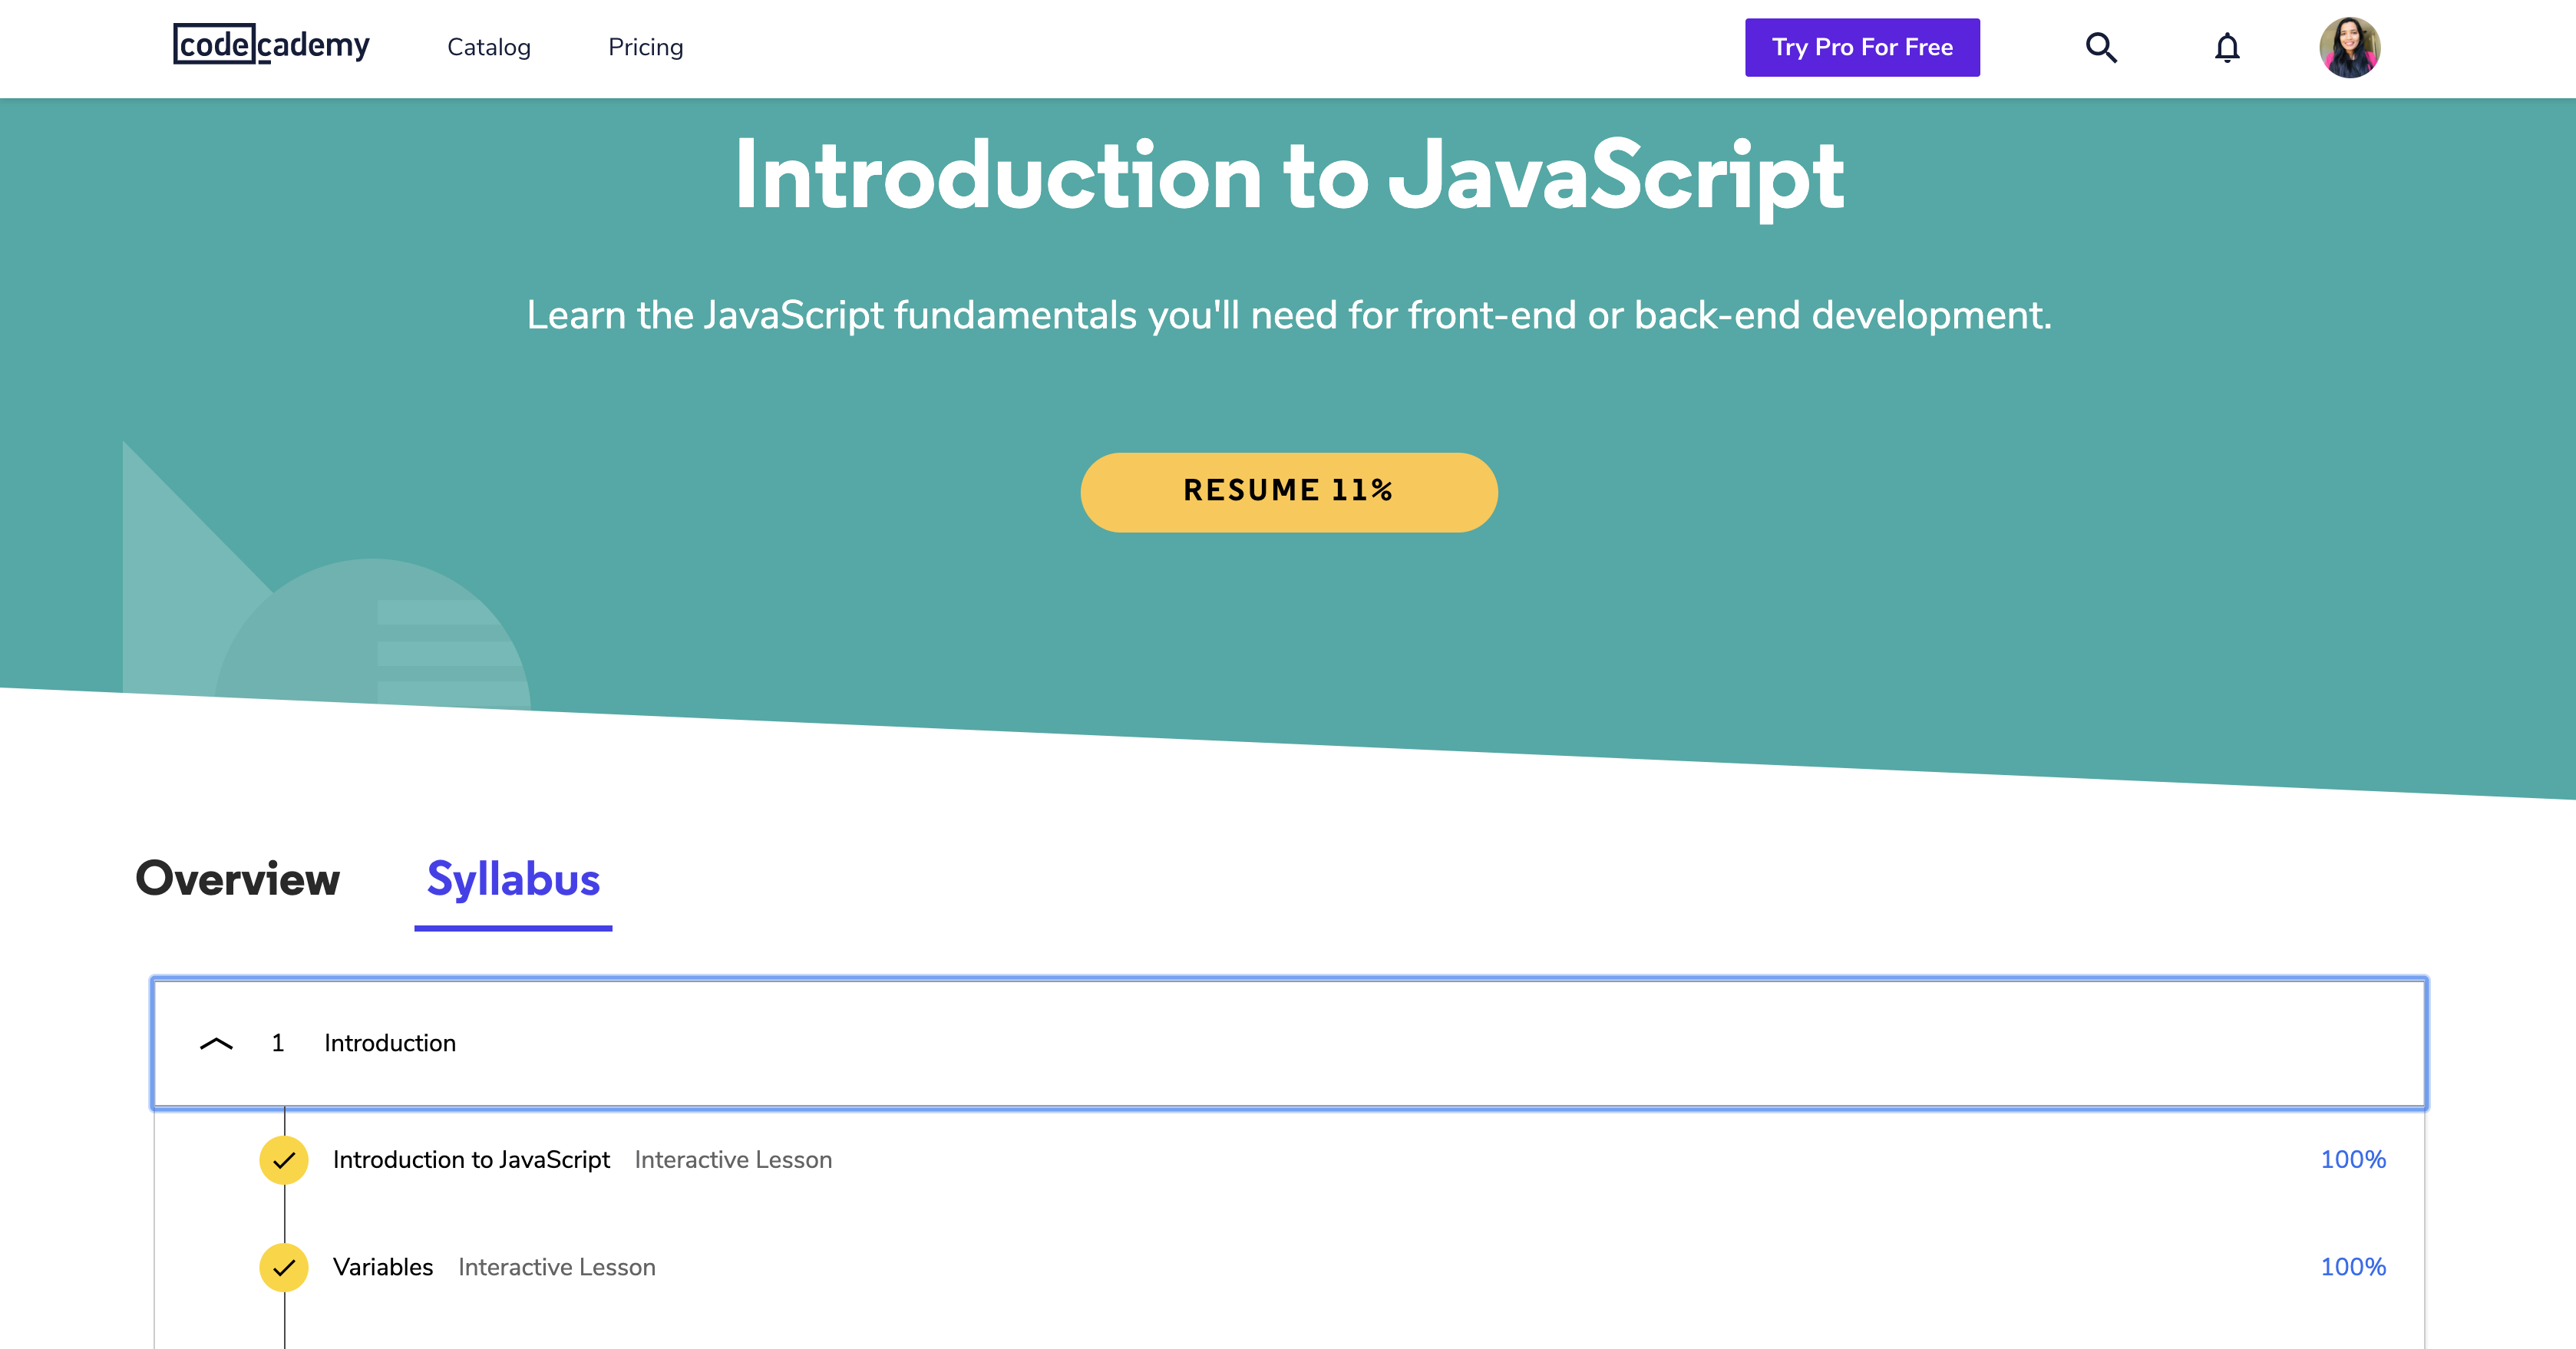 codecademy Catalog Pricing Try Pro For Free
Introduction to JavaScript
Learn the JavaScript fundamentals you'll need for front-end or back-end development.
RESUME 11%
Overview Syllabus
1 Introduction
Introduction to JavaScript Interactive Lesson 100%
Variables Interactive Lesson 100%